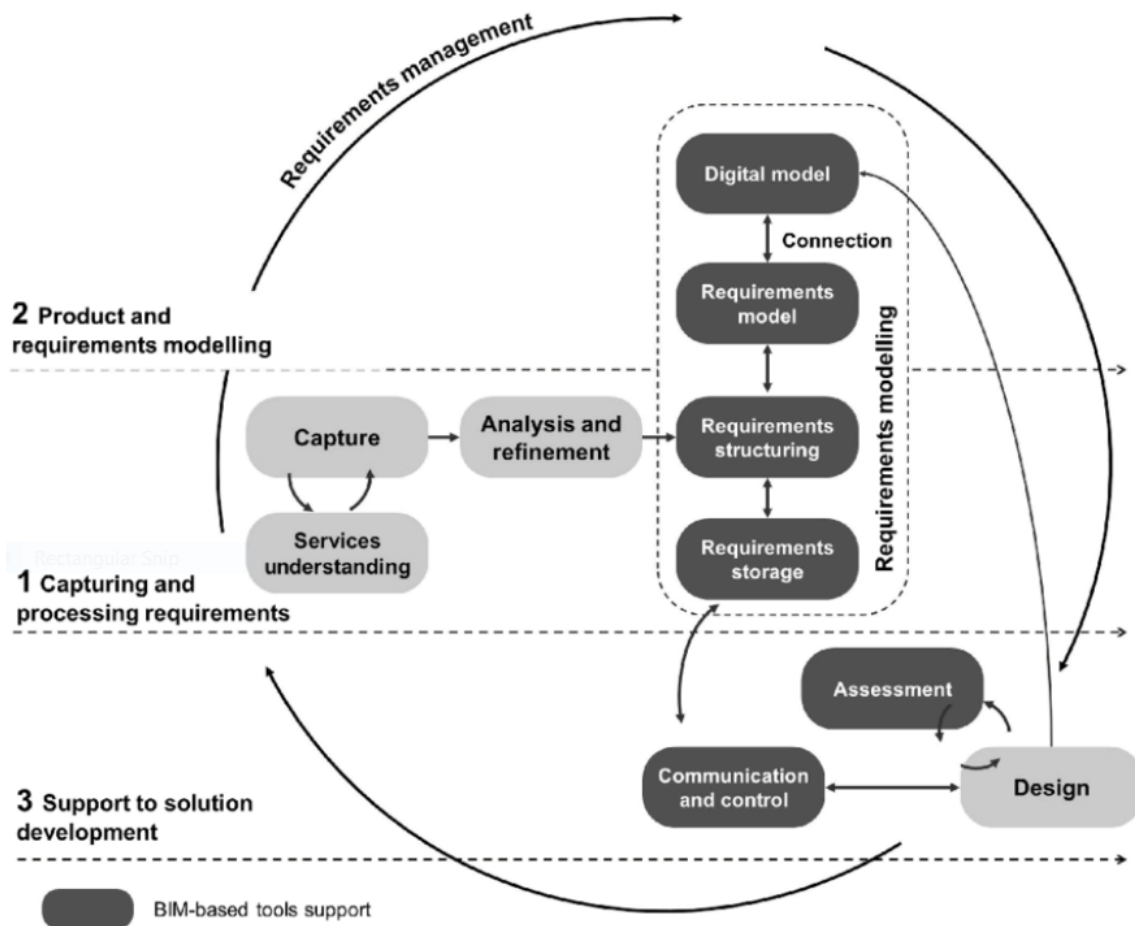 Requirements management
Digital model
Connection
Requirements
model
2 Product and
requirements modelling
Requirements modelling
Capture
Analysis and
refinement
Requirements
structuring
Services
understanding
Requirements
storage
Rectangular Snip
1 Capturing and
processing requirements
Assessment
Communication
and control
Design
3 Support to solution
development
BIM-based tools support